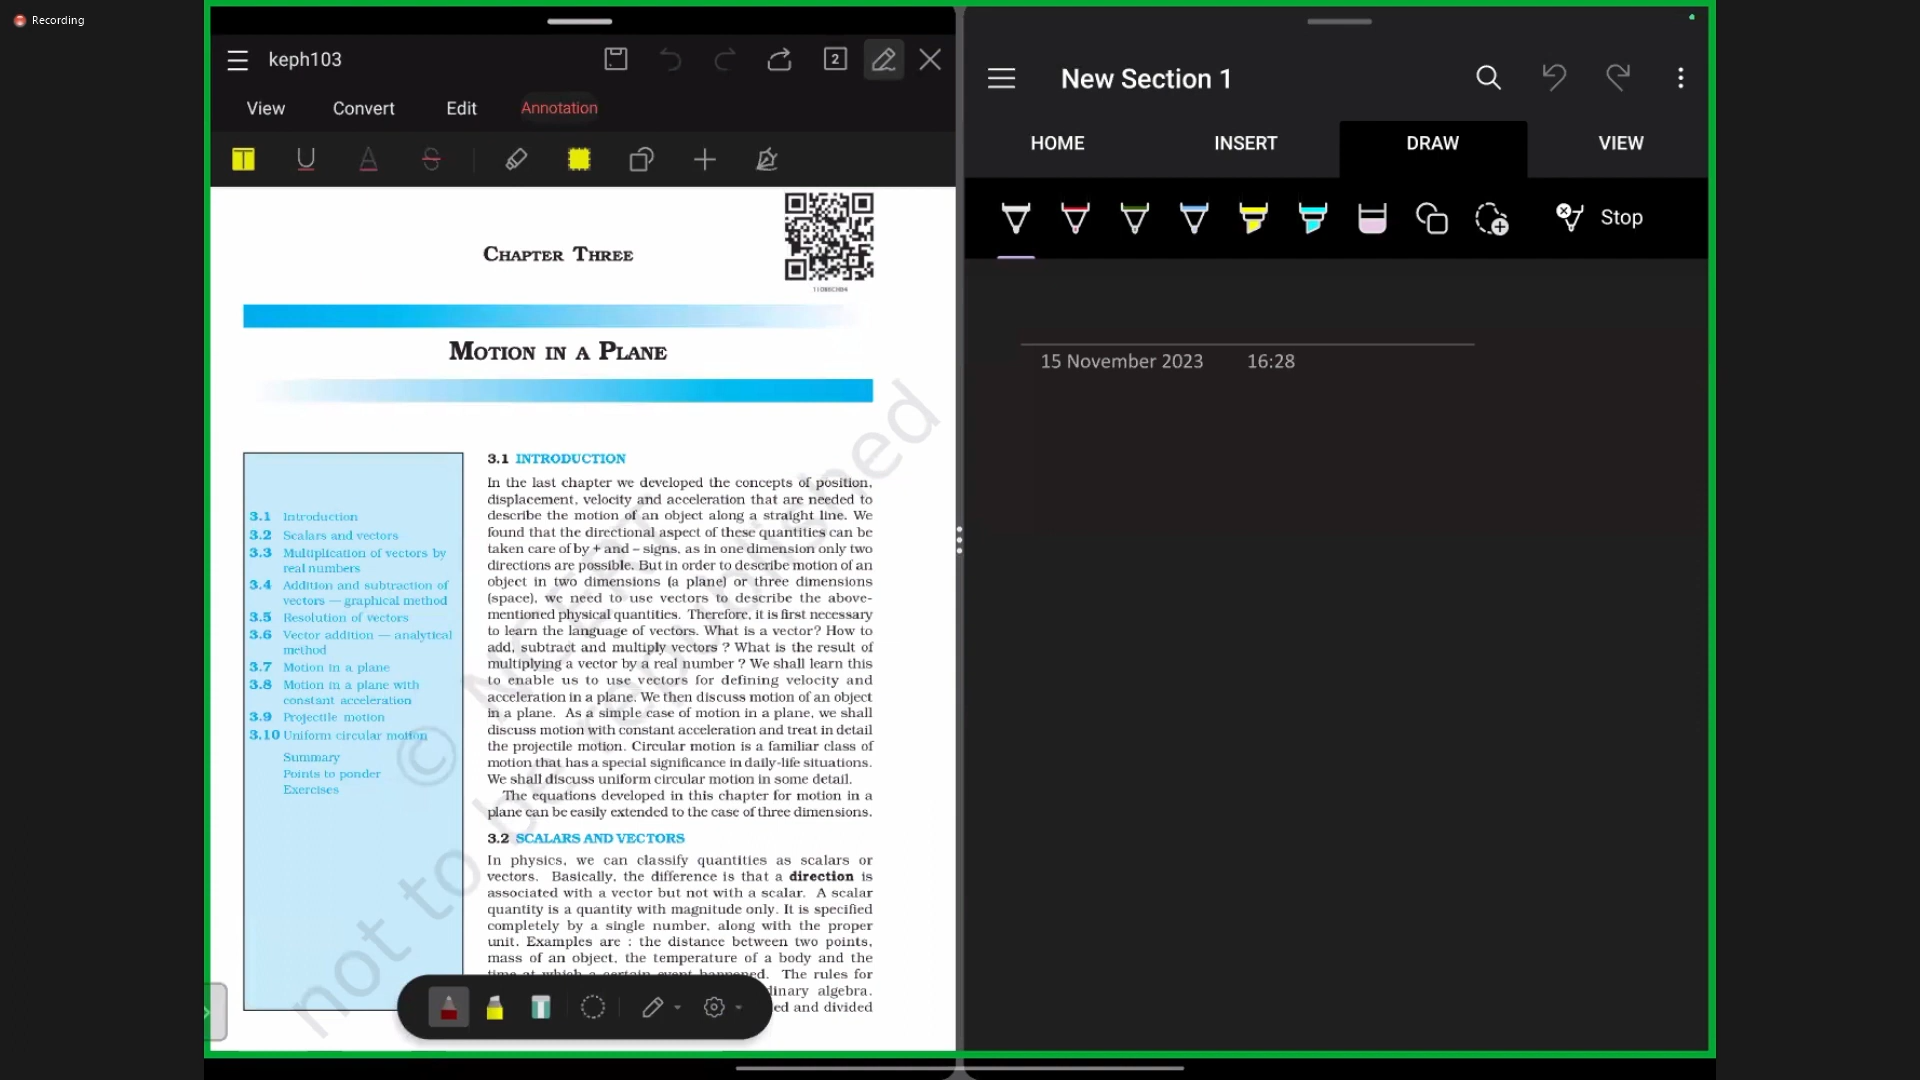 Recording
keph103
2
View Convert Edit Annotation
CHAPTER THREE
MOTION IN A PLANE
3.1 Introduction
3.2 Scalars and vectors
3.3 Multiplication of vectors by
real numbers
3.4 Addition and subtraction of
vectors — graphical method
3.5 Resolution of vectors
3.6 Vector addition — analytical
method
3.7 Motion in a plane
3.8 Motion in a plane with
constant acceleration
3.9 Projectile motion
3.10 Uniform circular motion
Summary
Points to ponder
Exercises
3.1 INTRODUCTION
In the last chapter we developed the concepts of position,
displacement, velocity and acceleration that are needed to
describe the motion of an object along a straight line. We
found that the directional aspect of these quantities can be
taken care of by + and – signs, as in one dimension only two
directions are possible. But in order to describe motion of an
object in two dimensions (a plane) or three dimensions
(space), we need to use vectors to describe the above-
mentioned physical quantities. Therefore, it is first necessary
to learn the language of vectors. What is a vector? How to
add, subtract and multiply vectors ? What is the result of
multiplying a vector by a real number ? We shall learn this
to enable us to use vectors for defining velocity and
acceleration in a plane. We then discuss motion of an object
in a plane. As a simple case of motion in a plane, we shall
discuss motion with constant acceleration and treat in detail
the projectile motion. Circular motion is a familiar class of
motion that has a special significance in daily-life situations.
We shall discuss uniform circular motion in some detail.
The equations developed in this chapter for motion in a
plane can be easily extended to the case of three dimensions.
3.2 SCALARS AND VECTORS
In physics, we can classify quantities as scalars or
vectors. Basically, the difference is that a direction is
associated with a vector but not with a scalar. A scalar
quantity is a quantity with magnitude only. It is specified
completely by a single number, along with the proper
unit. Examples are : the distance between two points,
mass of an object, the temperature of a body and the
time at which a certain event happened. The rules for
algebra.
and divided
© NCERT
not to be republished
New Section 1
HOME INSERT DRAW VIEW
Stop
15 November 2023 16:28